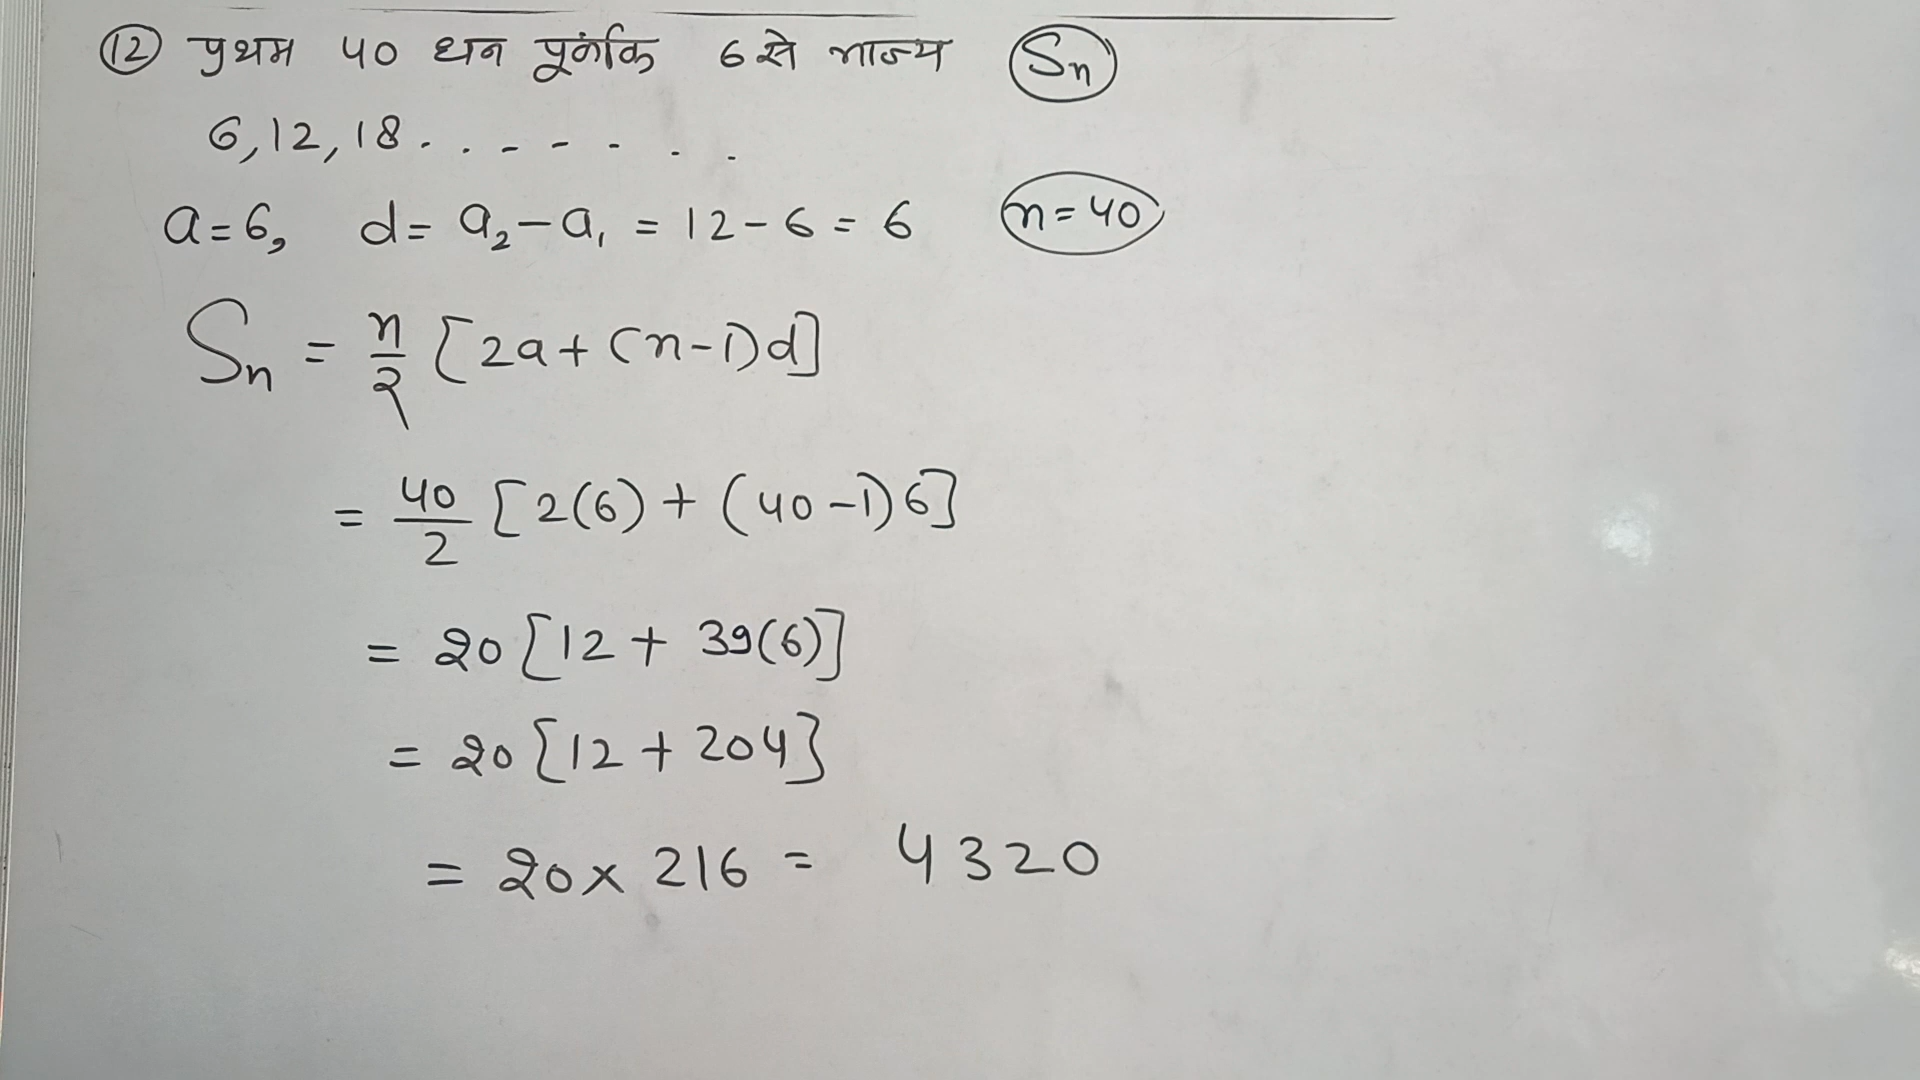 12 प्रथम 40 धन पूर्णांक 6 से भाज्य Sn
6, 12, 18 . . - - - . .
a = 6, d = a₂ - a₁ = 12 - 6 = 6 n = 40
Sn = n/2 [2a + (n-1)d]
= 40/2 [2(6) + (40-1)6]
= 20 [12 + 39(6)]
= 20 [12 + 204]
= 20 x 216 = 4320